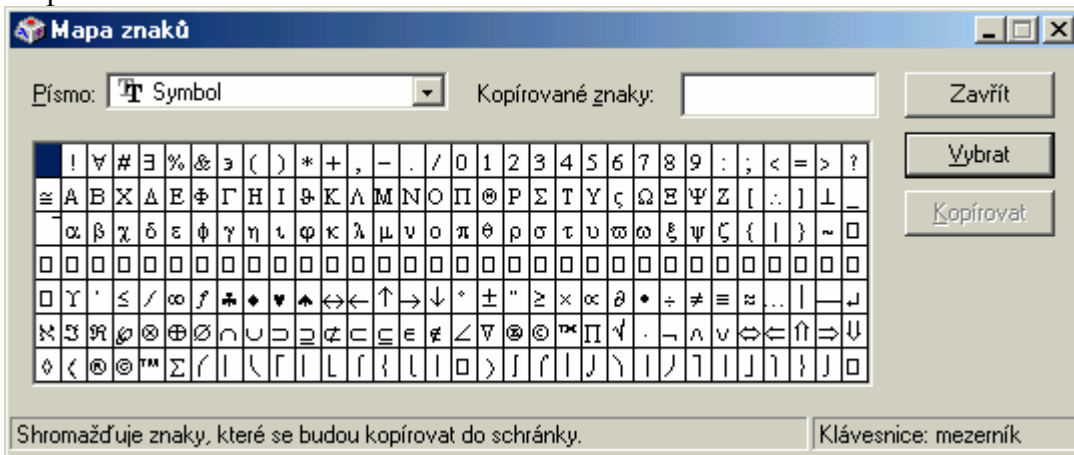 Mapa znaků
Písmo: Symbol Kopírované znaky: Zavřít
Vybrat
Kopírovat
! ∀ # ∃ % & ϶ ( ) * + , − . / 0 1 2 3 4 5 6 7 8 9 : ; < = > ?
≅ Α Β Χ Δ Ε Φ Γ Η Ι ϑ Κ Λ Μ Ν Ο Π Θ Ρ Σ Τ Υ ς Ω Ξ Ψ Ζ [ ∴ ] ⊥ _
‾ α β χ δ ε φ γ η ι ϕ κ λ μ ν ο π θ ρ σ τ υ ϖ ω ξ ψ ζ { | } ~ □
□ □ □ □ □ □ □ □ □ □ □ □ □ □ □ □ □ □ □ □ □ □ □ □ □ □ □ □ □ □ □ □
□ ϒ ′ ≤ ⁄ ∞ ƒ ♣ ♦ ♥ ♠ ↔ ← ↑ → ↓ ° ± ″ ≥ × ∝ ∂ • ÷ ≠ ≡ ≈ … | — ↵
ℵ ℑ ℜ ℘ ⊗ ⊕ ∅ ∩ ∪ ⊃ ⊇ ⊄ ⊂ ⊆ ∈ ∉ ∠ ∇ ® © ™ ∏ √ ⋅ ¬ ∧ ∨ ⇔ ⇐ ⇑ ⇒ ⇓
◊ 〈 ® © ™ ∑ ⎛ ⎜ ⎝ ⎡ ⎢ ⎣ ⎧ ⎨ ⎩ ⎪ □ 〉 ∫ ⌠ ⎮ ⌡ ⎞ ⎟ ⎠ ⎤ ⎥ ⎦ ⎫ ⎬ ⎭ □
Shromažďuje znaky, které se budou kopírovat do schránky. Klávesnice: mezerník